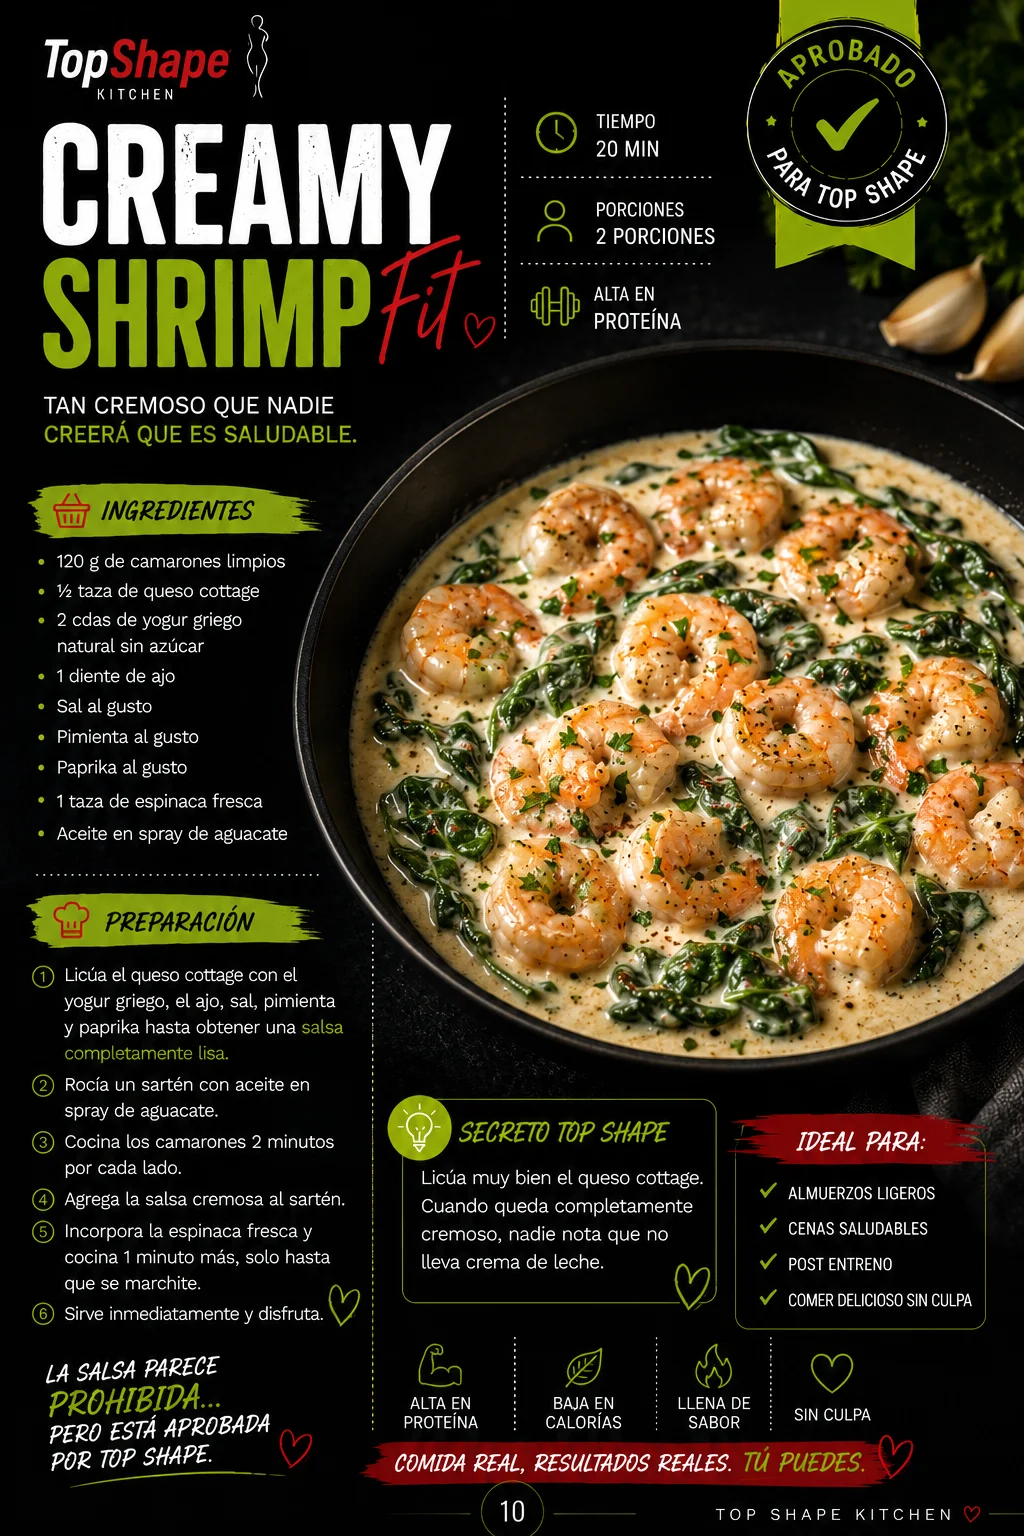 TopShape
KITCHEN
CREAMY
SHRIMP
Fit
TAN CREMOSO QUE NADIE
CREERÁ QUE ES SALUDABLE.
TIEMPO
20 MIN
PORCIONES
2 PORCIONES
ALTA EN
PROTEÍNA
APROBADO
PARA TOP SHAPE
INGREDIENTES
• 120 g de camarones limpios
• ½ taza de queso cottage
• 2 cdas de yogur griego
natural sin azúcar
• 1 diente de ajo
• Sal al gusto
• Pimienta al gusto
• Paprika al gusto
• 1 taza de espinaca fresca
• Aceite en spray de aguacate
PREPARACIÓN
1 Licúa el queso cottage con el
yogur griego, el ajo, sal, pimienta
y paprika hasta obtener una salsa
completamente lisa.
2 Rocía un sartén con aceite en
spray de aguacate.
3 Cocina los camarones 2 minutos
por cada lado.
4 Agrega la salsa cremosa al sartén.
5 Incorpora la espinaca fresca y
cocina 1 minuto más, solo hasta
que se marchite.
6 Sirve inmediatamente y disfruta.
LA SALSA PARECE
PROHIBIDA...
PERO ESTÁ APROBADA
POR TOP SHAPE.
SECRETO TOP SHAPE
Licúa muy bien el queso cottage.
Cuando queda completamente
cremoso, nadie nota que no
lleva crema de leche.
IDEAL PARA:
ALMUERZOS LIGEROS
CENAS SALUDABLES
POST ENTRENO
COMER DELICIOSO SIN CULPA
ALTA EN
PROTEÍNA
BAJA EN
CALORÍAS
LLENA DE
SABOR
SIN CULPA
COMIDA REAL, RESULTADOS REALES. TÚ PUEDES.
10
TOP SHAPE KITCHEN